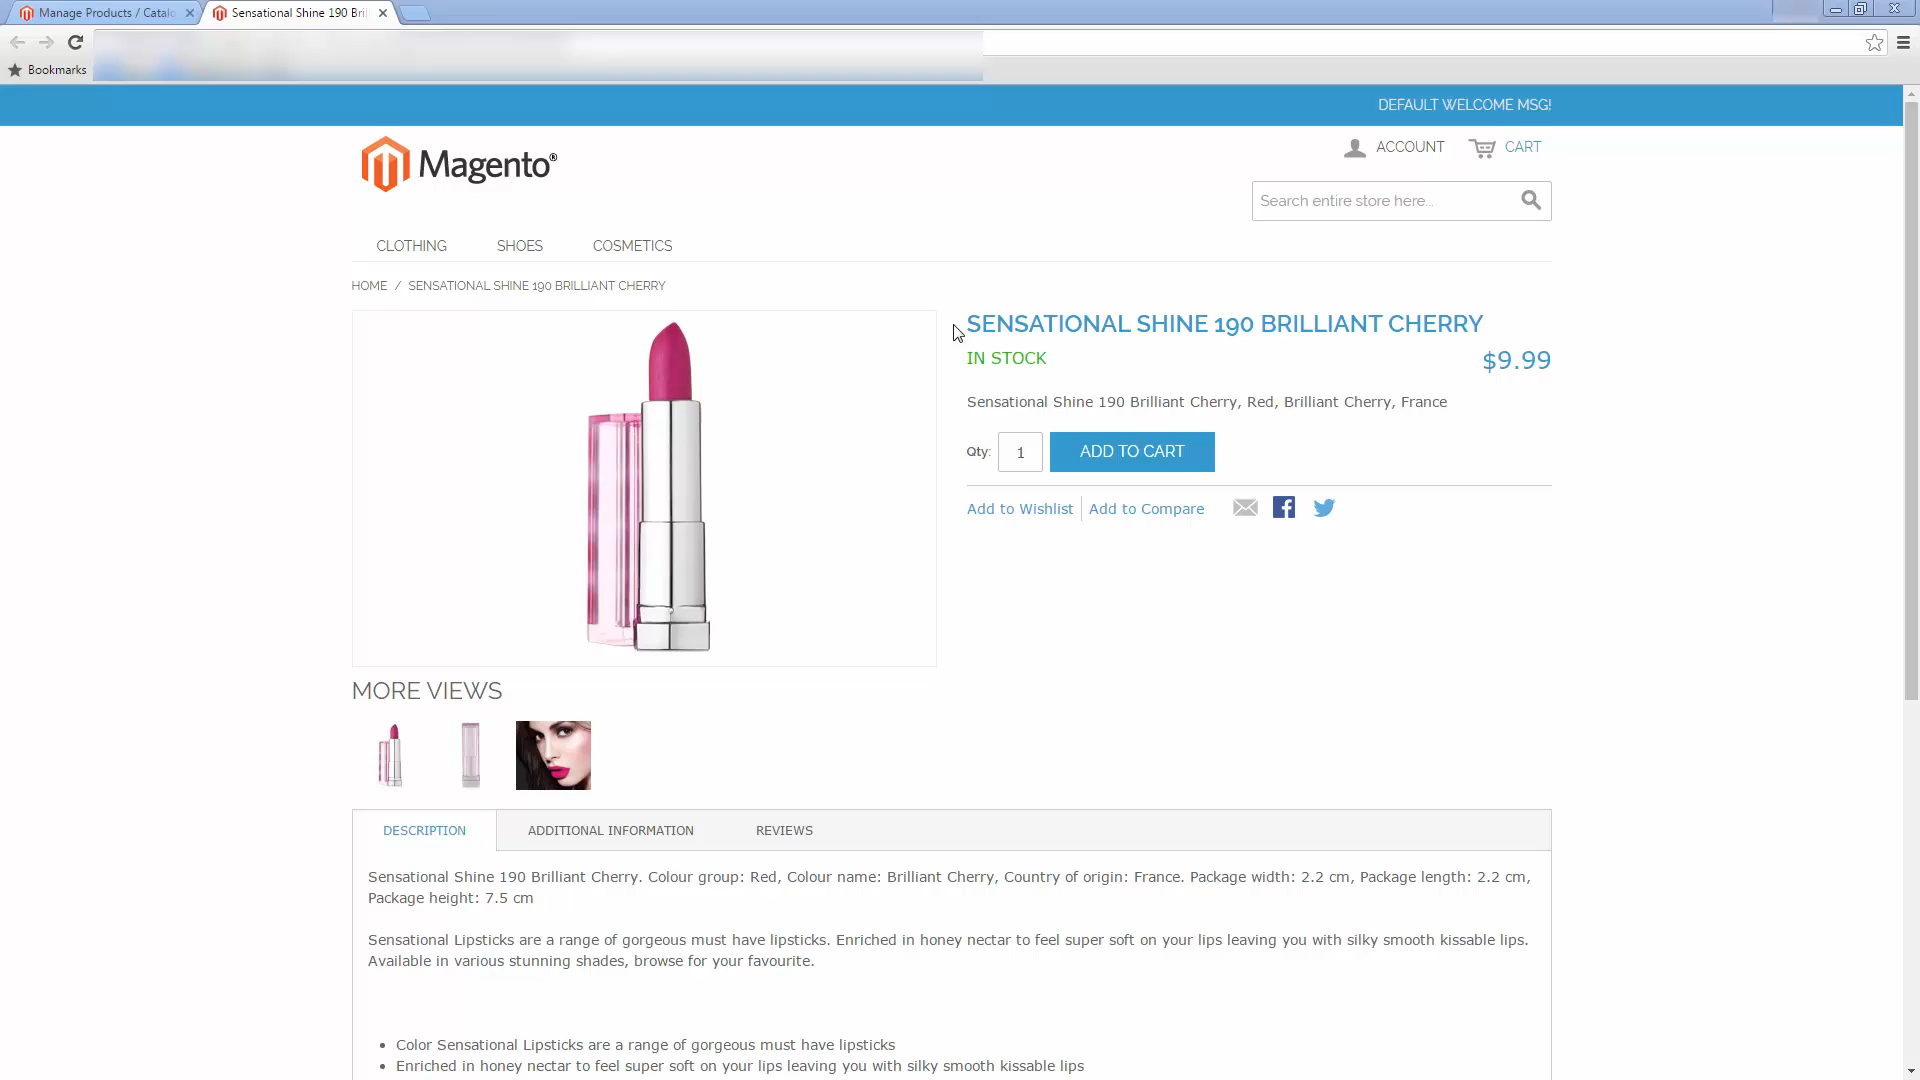 Manage Products / Catalo
Sensational Shine 190 Bri
Bookmarks
DEFAULT WELCOME MSG!
Magento®
ACCOUNT
CART
Search entire store here...
CLOTHING
SHOES
COSMETICS
HOME / SENSATIONAL SHINE 190 BRILLIANT CHERRY
SENSATIONAL SHINE 190 BRILLIANT CHERRY
IN STOCK
$9.99
Sensational Shine 190 Brilliant Cherry, Red, Brilliant Cherry, France
Qty:
1
ADD TO CART
Add to Wishlist
Add to Compare
MORE VIEWS
DESCRIPTION
ADDITIONAL INFORMATION
REVIEWS
Sensational Shine 190 Brilliant Cherry. Colour group: Red, Colour name: Brilliant Cherry, Country of origin: France. Package width: 2.2 cm, Package length: 2.2 cm,
Package height: 7.5 cm
Sensational Lipsticks are a range of gorgeous must have lipsticks. Enriched in honey nectar to feel super soft on your lips leaving you with silky smooth kissable lips.
Available in various stunning shades, browse for your favourite.
• Color Sensational Lipsticks are a range of gorgeous must have lipsticks
• Enriched in honey nectar to feel super soft on your lips leaving you with silky smooth kissable lips